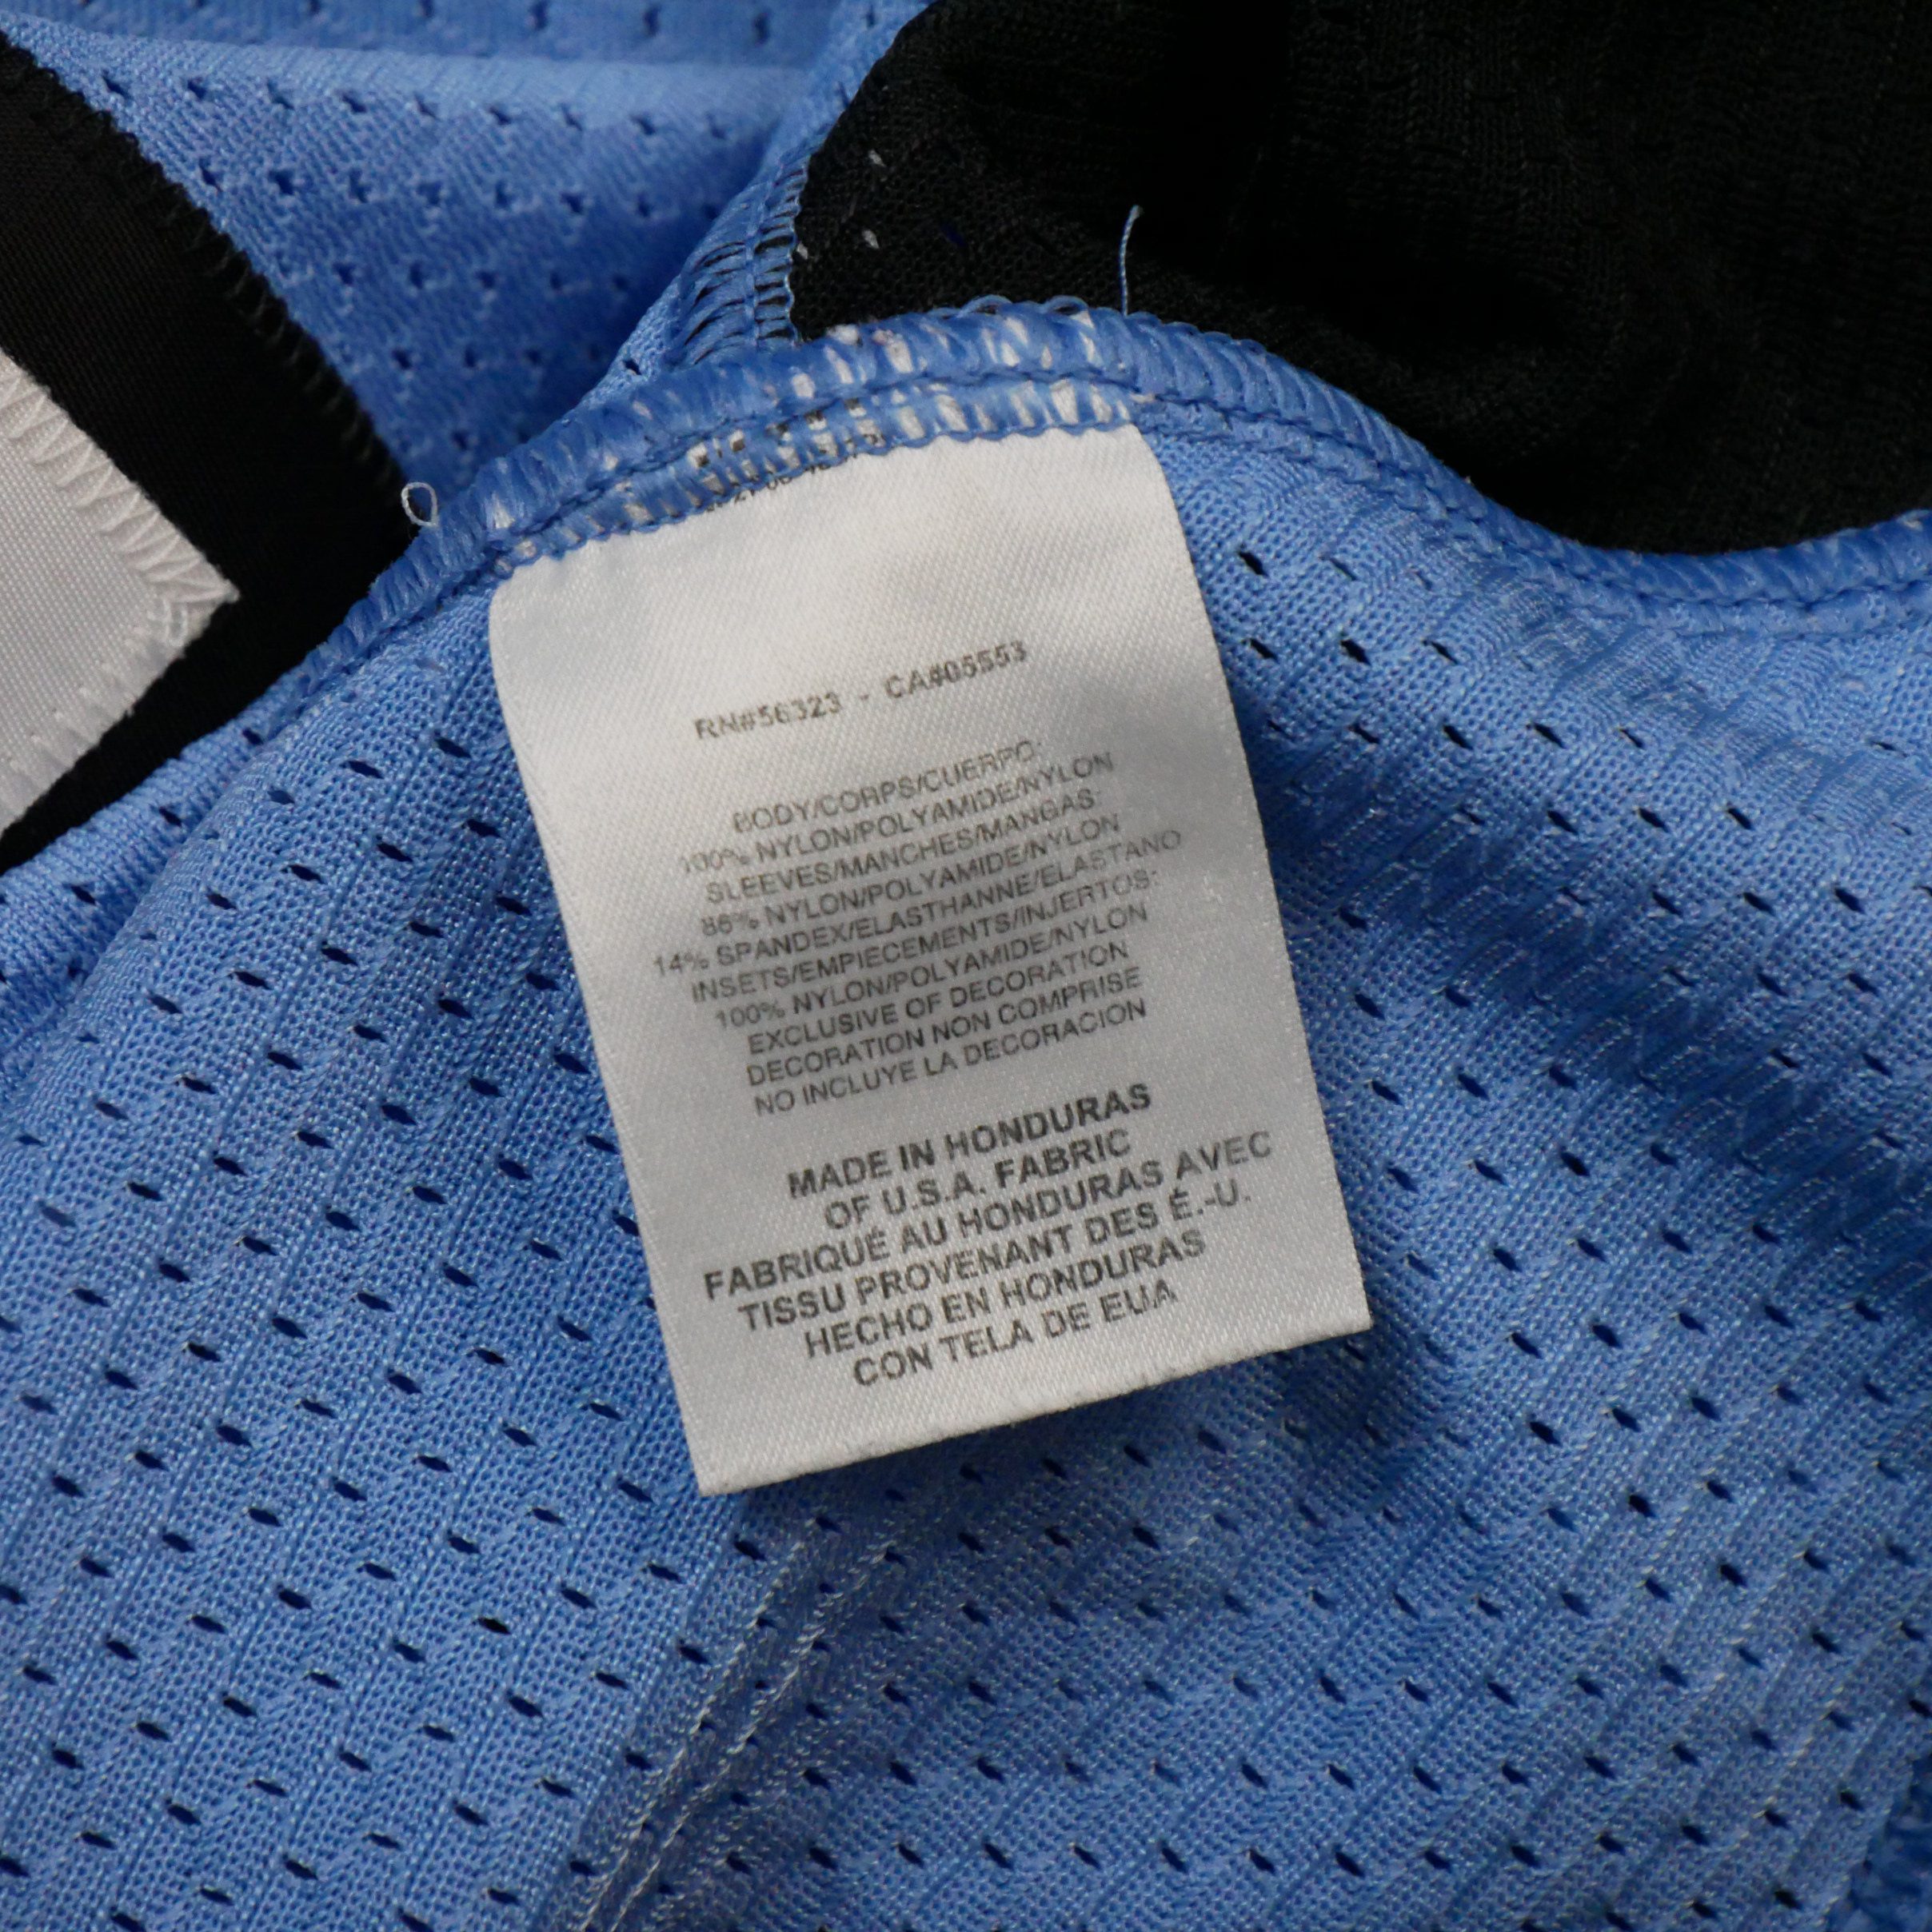 RN#56323 - CA#05553
BODY/CORPS/CUERPO:
100% NYLON/POLYAMIDE/NYLON
SLEEVES/MANCHES/MANGAS:
86% NYLON/POLYAMIDE/NYLON
14% SPANDEX/ELASTHANNE/ELASTANO
INSETS/EMPIECEMENTS/INJERTOS:
100% NYLON/POLYAMIDE/NYLON
EXCLUSIVE OF DECORATION
DECORATION NON COMPRISE
NO INCLUYE LA DECORACION
MADE IN HONDURAS
OF U.S.A. FABRIC
FABRIQUÉ AU HONDURAS AVEC
TISSU PROVENANT DES É.-U.
HECHO EN HONDURAS
CON TELA DE EUA